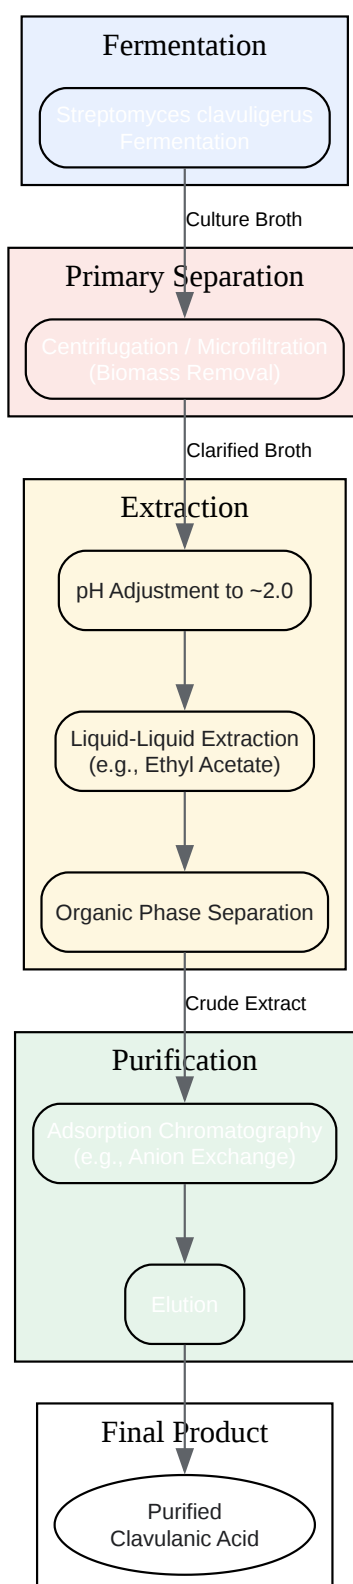 Fermentation
Streptomyces clavuligerus
Fermentation
Culture Broth
Primary Separation
Centrifugation / Microfiltration
(Biomass Removal)
Clarified Broth
Extraction
pH Adjustment to ~2.0
Liquid-Liquid Extraction
(e.g., Ethyl Acetate)
Organic Phase Separation
Crude Extract
Purification
Adsorption Chromatography
(e.g., Anion Exchange)
Elution
Final Product
Purified
Clavulanic Acid